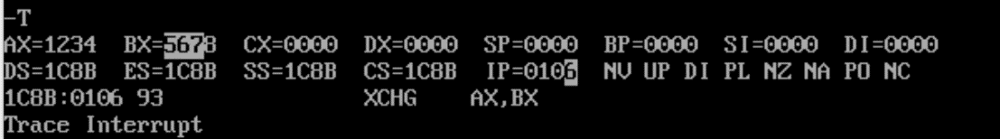 -T
AX=1234 BX=5678 CX=0000 DX=0000 SP=0000 BP=0000 SI=0000 DI=0000
DS=1C8B ES=1C8B SS=1C8B CS=1C8B IP=0106 NV UP DI PL NZ NA PO NC
1C8B:0106 93 XCHG AX,BX
Trace Interrupt